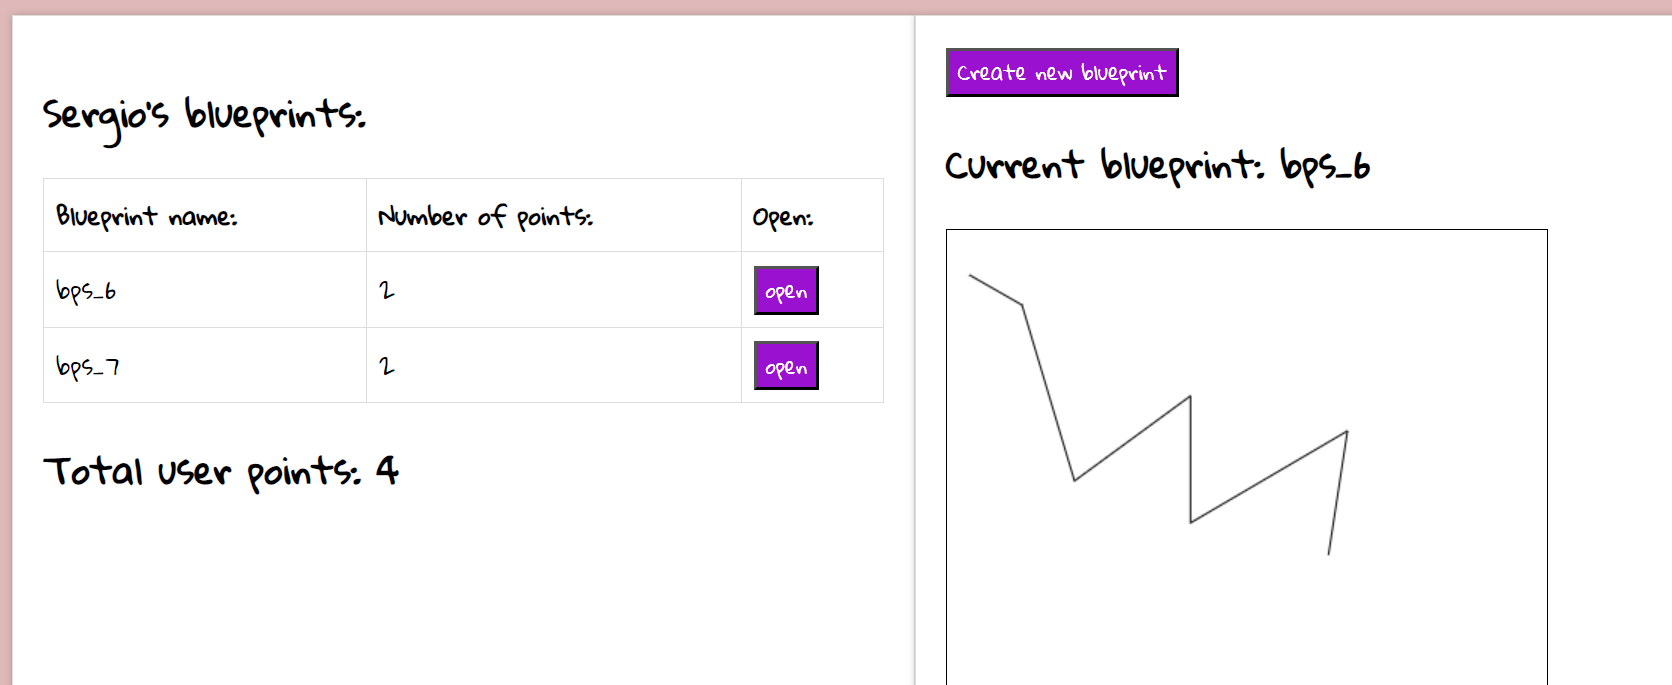 Sergio's blueprints:
Blueprint name: Number of points: Open:
bps_6 2 open
bps_7 2 open
Total user points: 4
Create new blueprint
Current blueprint: bps_6